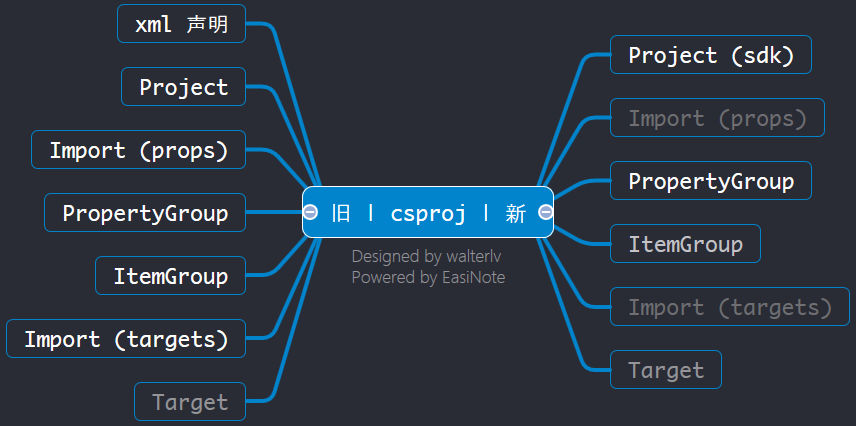 xml 声明
Project
Import (props)
PropertyGroup
ItemGroup
Import (targets)
Target
旧 | csproj | 新
Designed by walterlv
Powered by EasiNote
Project (sdk)
Import (props)
PropertyGroup
ItemGroup
Import (targets)
Target